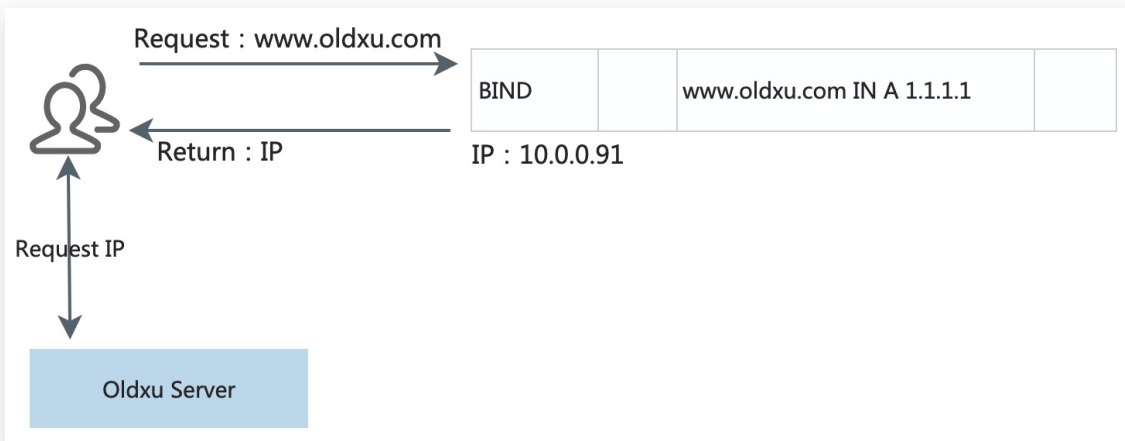 Request：www.oldxu.com
BIND
www.oldxu.com IN A 1.1.1.1
Return：IP
IP：10.0.0.91
Request IP
Oldxu Server